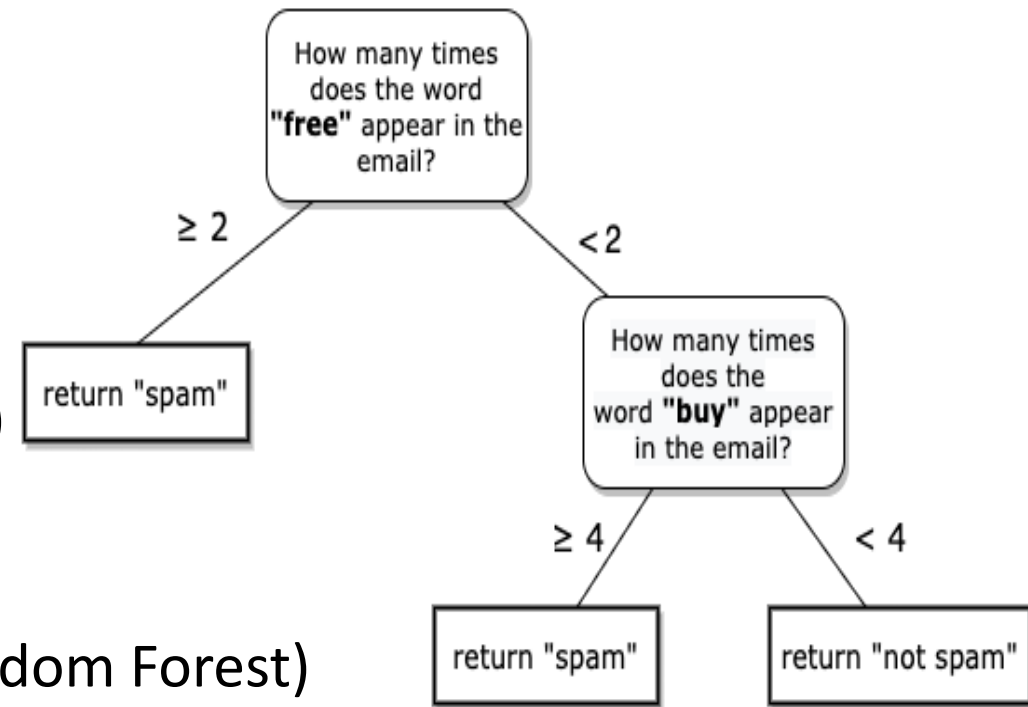 How many times
does the word
"free" appear in the
email?
≥ 2
< 2
return "spam"
)
How many times
does the
word "buy" appear
in the email?
≥ 4
< 4
return "spam"
return "not spam"
dom Forest)